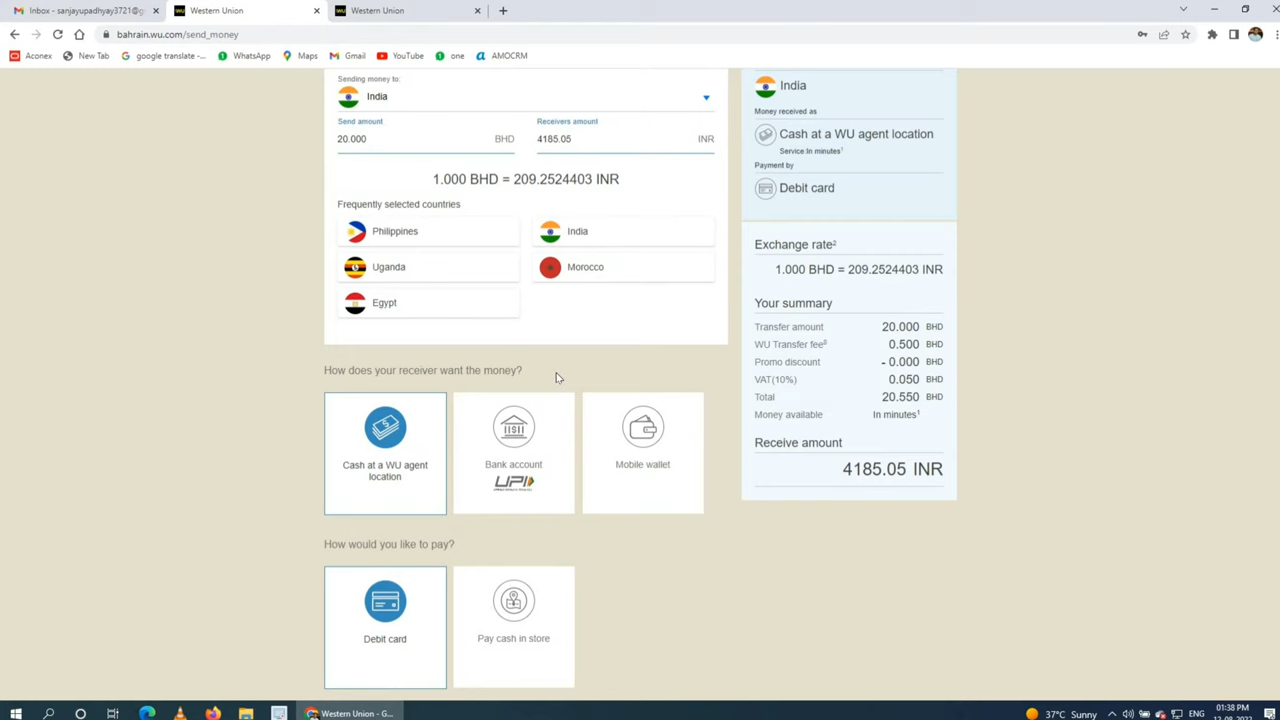 Inbox - sanjayupadhyay3721@g
Western Union
Western Union
bahrain.wu.com/send_money
Aconex
New Tab
google translate -...
WhatsApp
Maps
Gmail
YouTube
one
AMOCRM
Sending money to:
India
Send amount
Receivers amount
20.000 BHD
4185.05 INR
1.000 BHD = 209.2524403 INR
Frequently selected countries
Philippines
India
Uganda
Morocco
Egypt
How does your receiver want the money?
Cash at a WU agent
location
Bank account
UPI
Mobile wallet
How would you like to pay?
Debit card
Pay cash in store
India
Money received as
Cash at a WU agent location
Service:In minutes¹
Payment by
Debit card
Exchange rate²
1.000 BHD = 209.2524403 INR
Your summary
Transfer amount 20.000 BHD
WU Transfer fee⁸ 0.500 BHD
Promo discount - 0.000 BHD
VAT(10%) 0.050 BHD
Total 20.550 BHD
Money available In minutes¹
Receive amount
4185.05 INR
Western Union - G...
37°C Sunny
ENG
01:38 PM